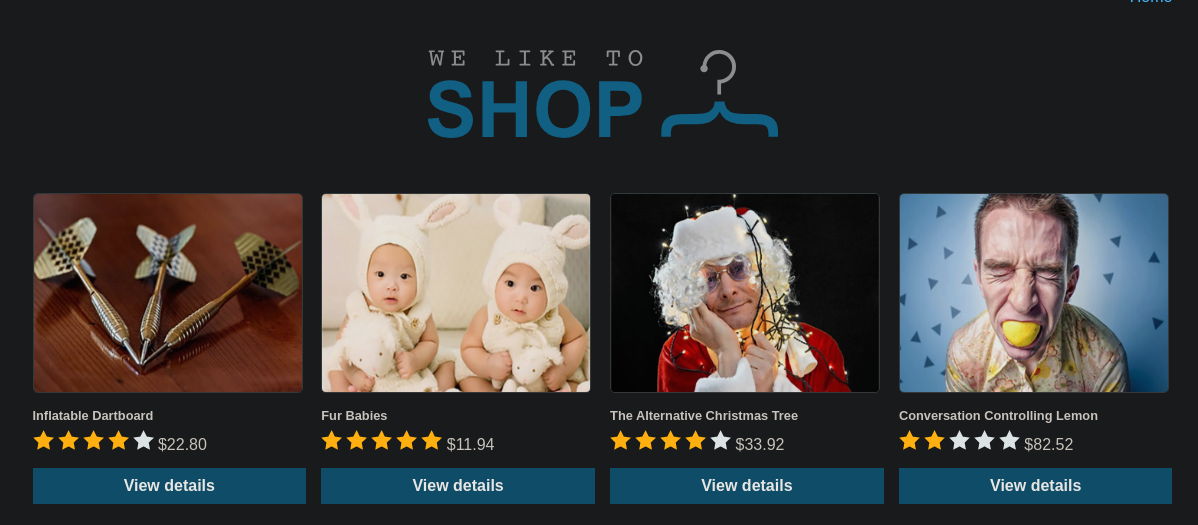 WE LIKE TO
SHOP
Inflatable Dartboard
$22.80
View details
Fur Babies
$11.94
View details
The Alternative Christmas Tree
$33.92
View details
Conversation Controlling Lemon
$82.52
View details